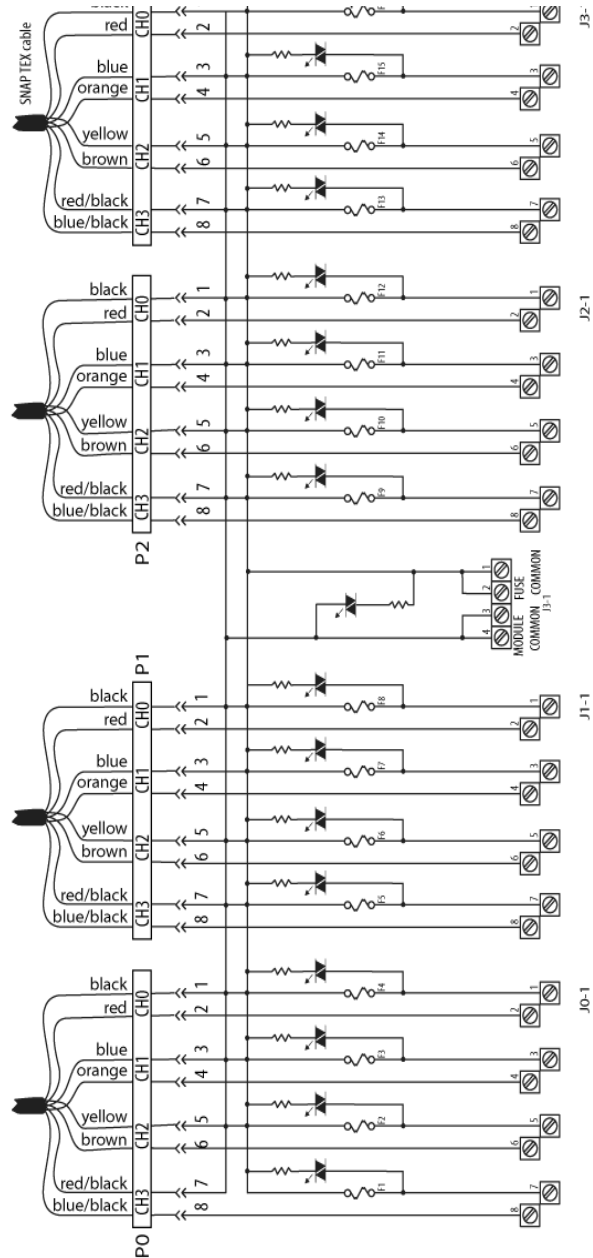 SNAP TEX cable
black
red
CH0
2
F
2
J3-
blue
orange
CH1
3
4
F15
3
4
yellow
brown
CH2
5
6
F14
5
6
red/black
blue/black
CH3
7
8
F13
7
8
black
red
CH0
1
2
F12
1
2
J2-1
blue
orange
CH1
3
4
F11
3
4
yellow
brown
CH2
5
6
F10
5
6
red/black
blue/black
CH3
7
8
F9
7
8
P2
1
2
3
4
FUSE COMMON
MODULE COMMON
J3-1
P1
black
red
CH0
1
2
F8
1
2
J1-1
blue
orange
CH1
3
4
F7
3
4
yellow
brown
CH2
5
6
F6
5
6
red/black
blue/black
CH3
7
8
F5
7
8
black
red
CH0
1
2
F4
1
2
J0-1
blue
orange
CH1
3
4
F3
3
4
yellow
brown
CH2
5
6
F2
5
6
red/black
blue/black
CH3
7
8
F1
7
8
P0